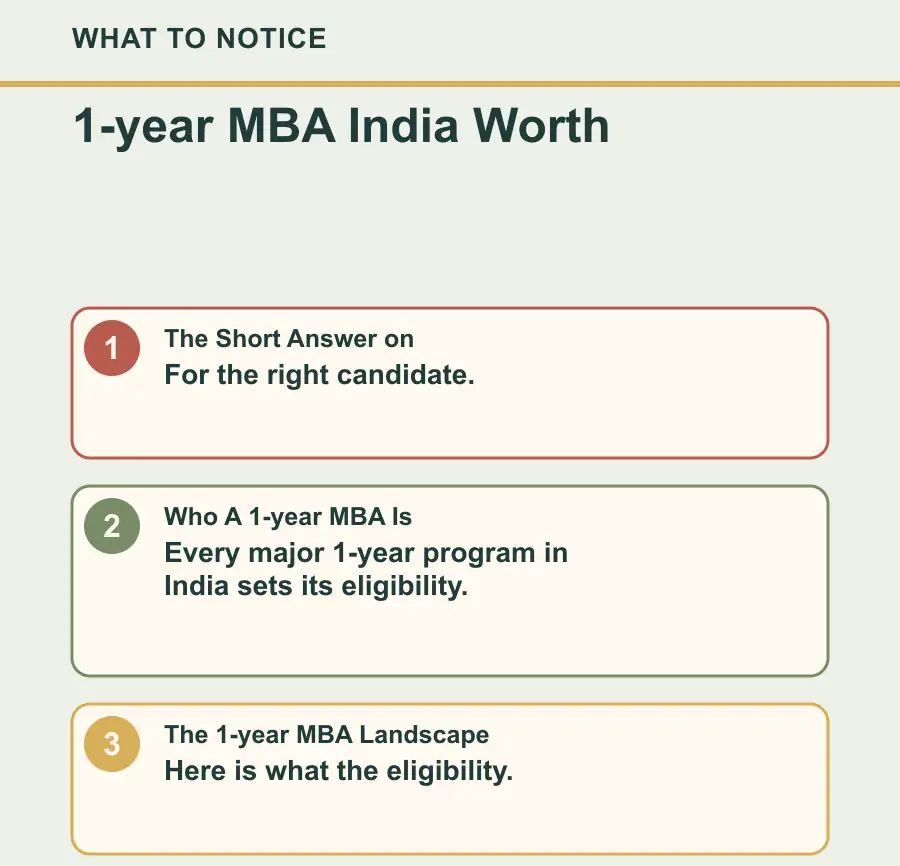 WHAT TO NOTICE
1-year MBA India Worth
1
The Short Answer on
For the right candidate.
2
Who A 1-year MBA Is
Every major 1-year program in
India sets its eligibility.
3
The 1-year MBA Landscape
Here is what the eligibility.